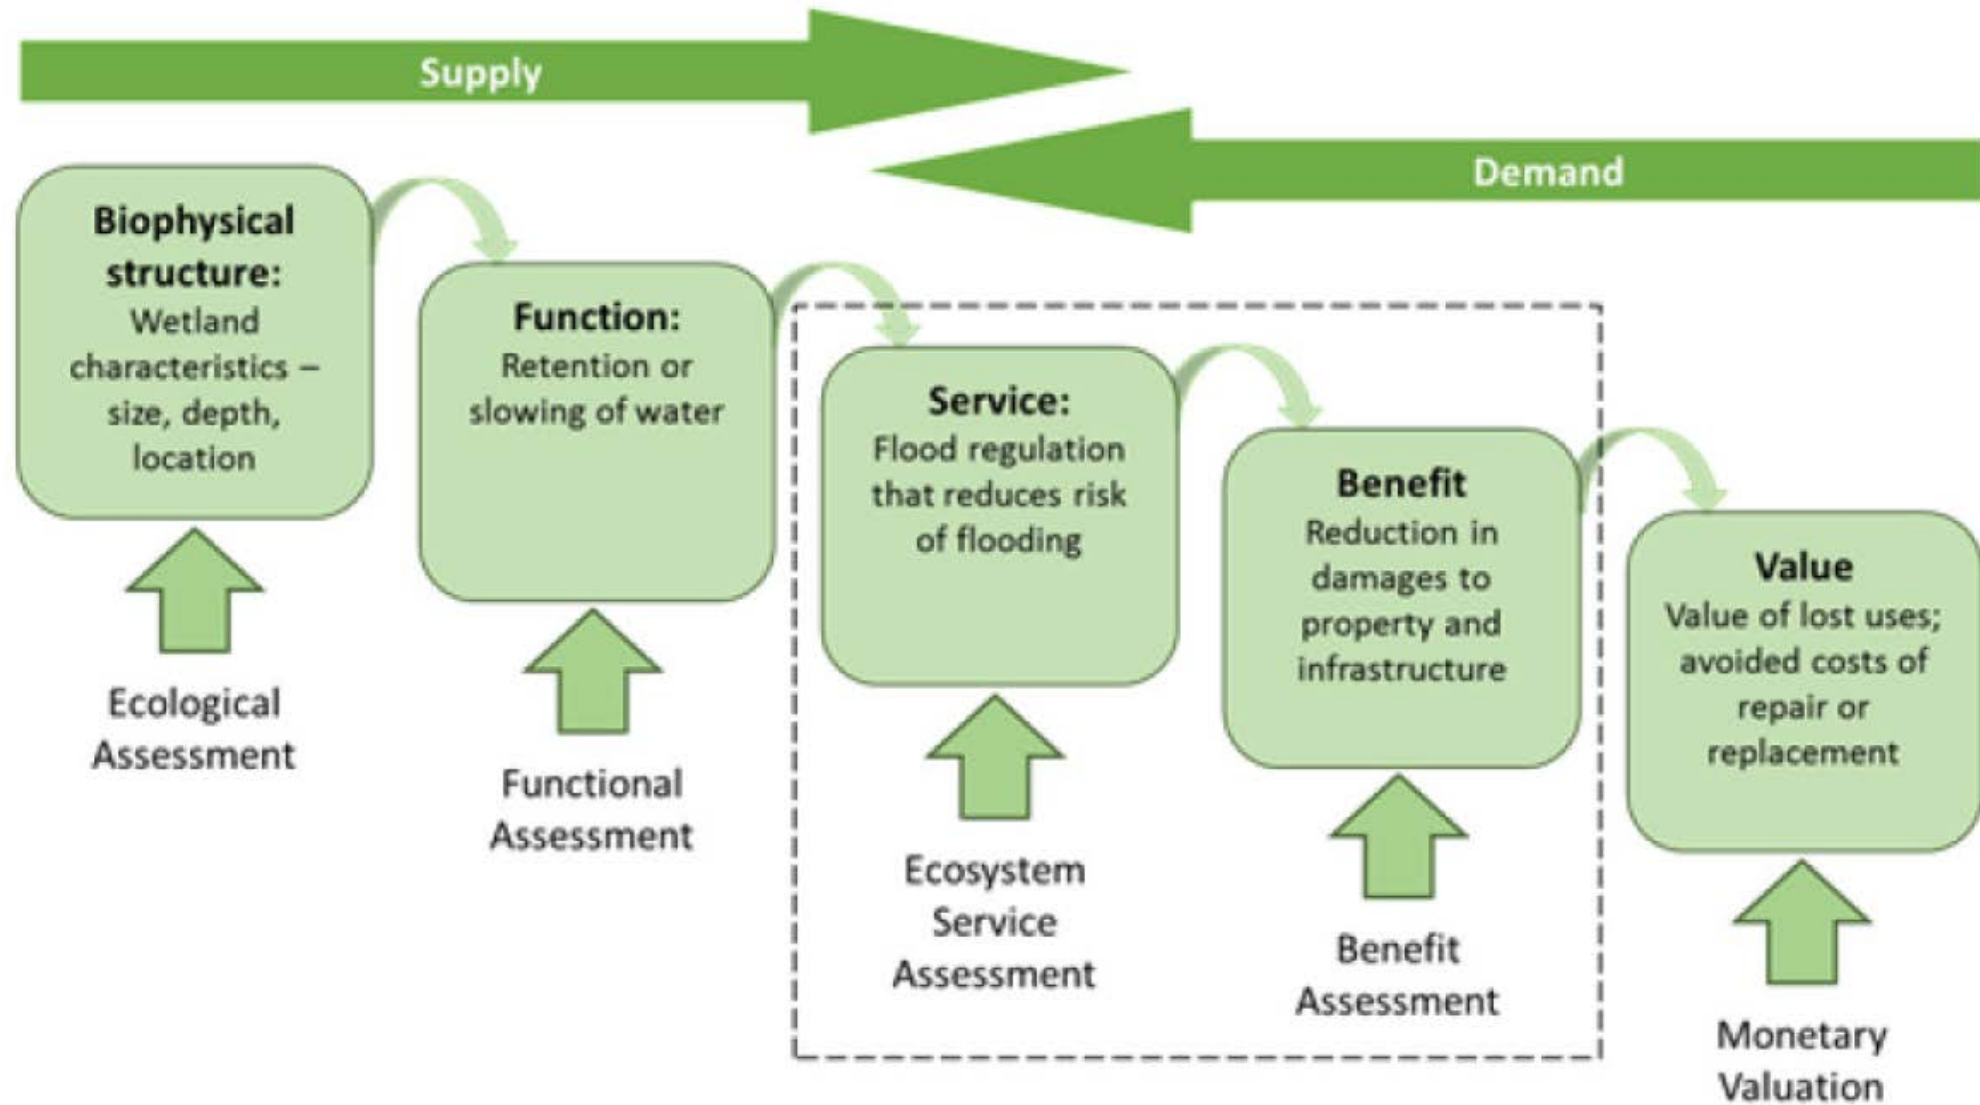 Supply
Demand
Biophysical
structure:
Wetland
characteristics –
size, depth,
location
Ecological
Assessment
Function:
Retention or
slowing of water
Functional
Assessment
Service:
Flood regulation
that reduces risk
of flooding
Ecosystem
Service
Assessment
Benefit
Reduction in
damages to
property and
infrastructure
Benefit
Assessment
Value
Value of lost uses;
avoided costs of
repair or
replacement
Monetary
Valuation